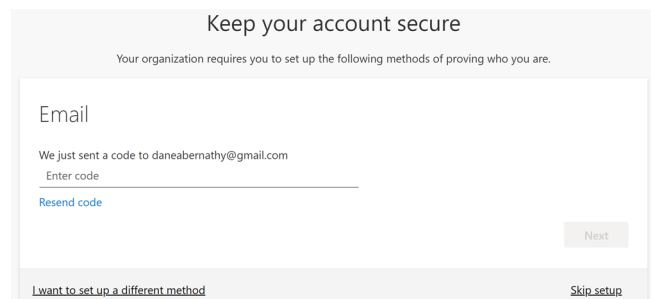 Keep your account secure
Your organization requires you to set up the following methods of proving who you are.
Email
We just sent a code to daneabernathy@gmail.com
Enter code
Resend code
Next
I want to set up a different method
Skip setup